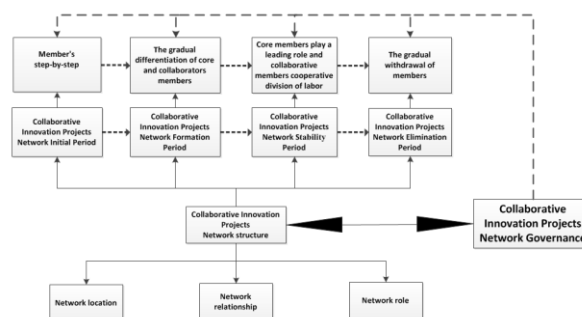 Member's
step-by-step
The gradual
differentiation of core
and collaborators
members
Core members play a
leading role and
collaborative
members cooperative
division of labor
The gradual
withdrawal of
members
Collaborative
Innovation Projects
Network Initial Period
Collaborative
Innovation Projects
Network Formation
Period
Collaborative
Innovation Projects
Network Stability
Period
Collaborative
Innovation Projects
Network Elimination
Period
Collaborative Innovation
Projects
Network structure
Collaborative
Innovation Projects
Network Governance
Network location
Network
relationship
Network role